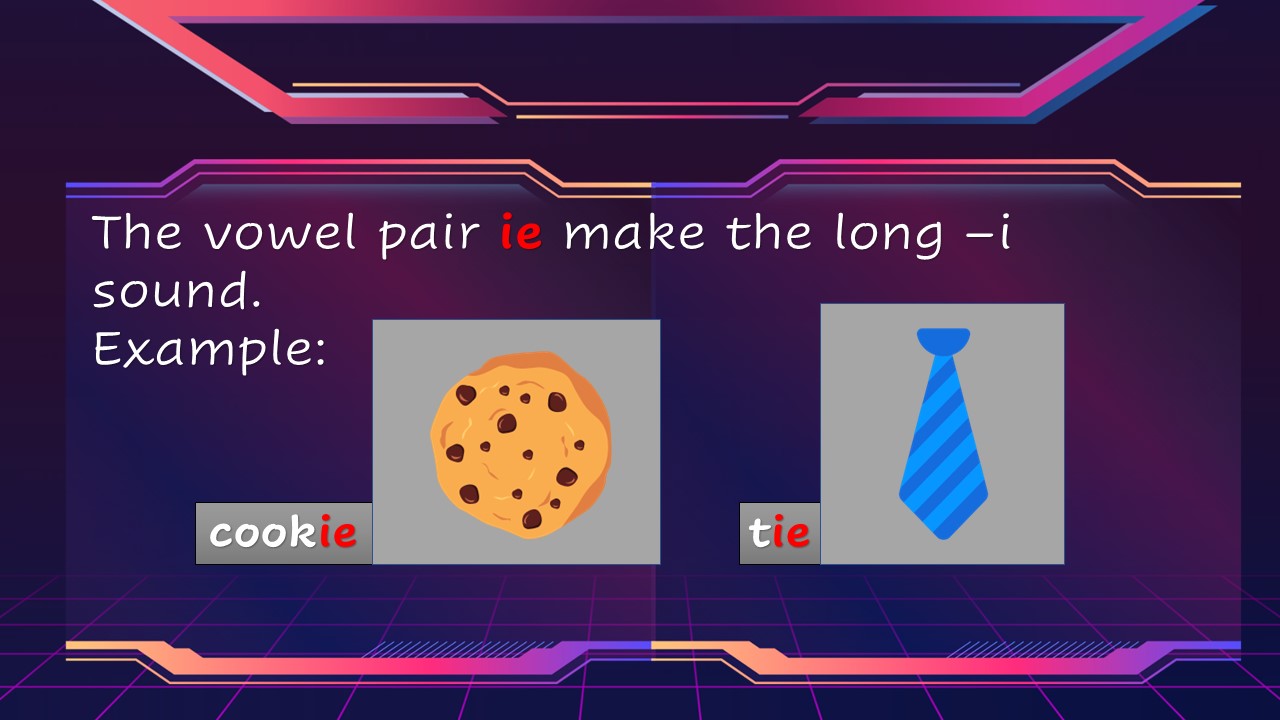 The vowel pair ie make the long –i
sound.
Example:
cookie
tie